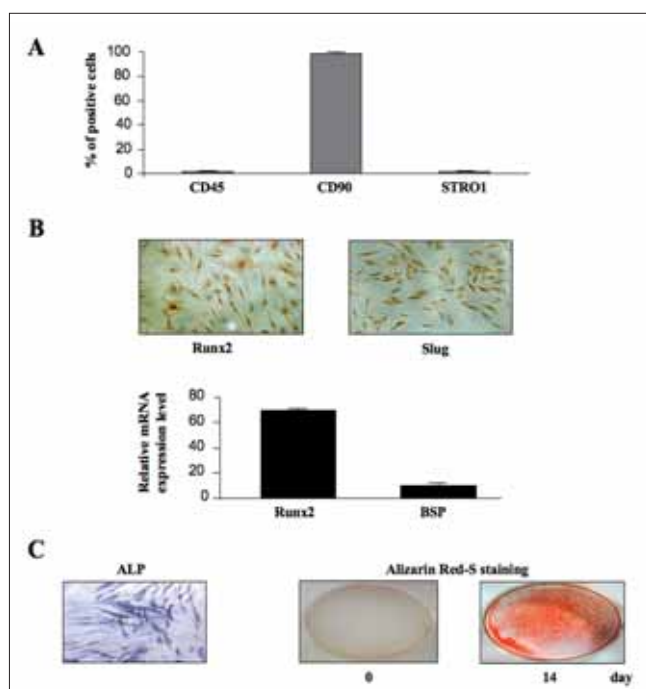 A
% of positive cells
100
80
60
40
20
0
CD45 CD90 STRO1
B
Runx2 Slug
Relative mRNA
expression level
80
60
40
20
0
Runx2 BSP
C
ALP Alizarin Red-S staining
0 14 day